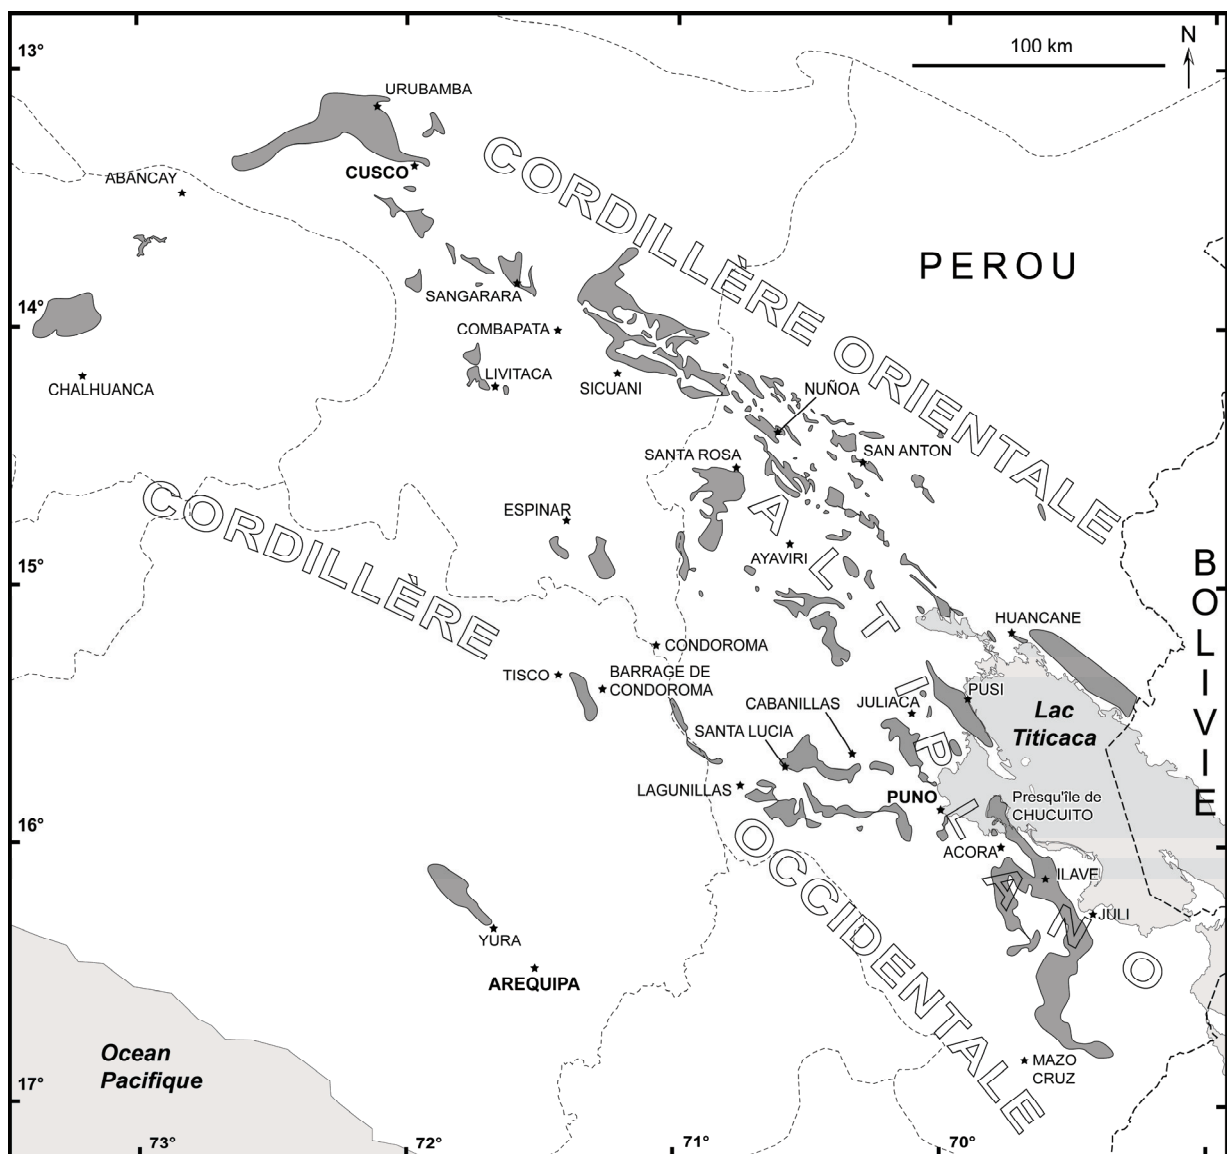 13°
100 km
N
URUBAMBA
CUSCO
ABANCAY
CORDILLÈRE ORIENTALE
PEROU
SANGARARA
14°
COMBAPATA
LIVITACA
CHALHUANCA
SICUANI
NUÑOA
SANTA ROSA
SAN ANTON
CORDILLÈRE
OCCIDENTALE
ESPINAR
AYAVIRI
ALTIPLANO
BOLIVIE
15°
HUANCANE
CONDOROMA
TISCO
BARRAGE DE
CONDOROMA
CABANILLAS
JULIACA
PUSI
Lac
Titicaca
SANTA LUCIA
LAGUNILLAS
PUNO
Presqu'île de
CHUCUITO
16°
ACORA
ILAVE
JULI
YURA
AREQUIPA
Ocean
Pacifique
MAZO
CRUZ
17°
73°
72°
71°
70°